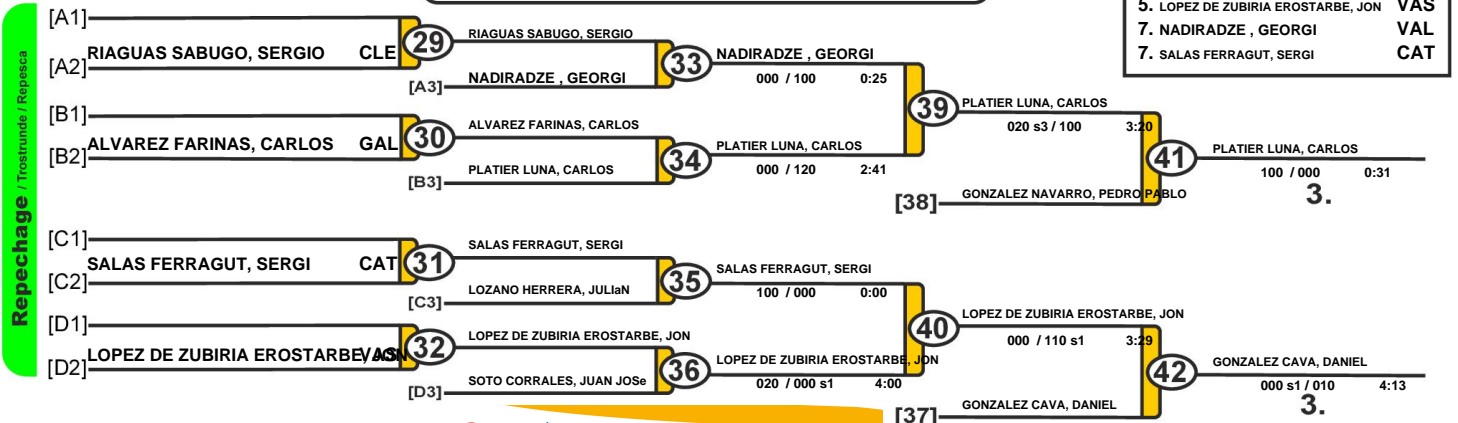 5. LOPEZ DE ZUBIRIA EROSTARBE, JON VAS
7. NADIRADZE , GEORGI VAL
7. SALAS FERRAGUT, SERGI CAT
Repechage / Trostrunde / Repesca
[A1]
[A2] RIAGUAS SABUGO, SERGIO CLE
29
RIAGUAS SABUGO, SERGIO
[A3] NADIRADZE , GEORGI
33
NADIRADZE , GEORGI
000 / 100 0:25
[B1]
[B2] ALVAREZ FARINAS, CARLOS GAL
30
ALVAREZ FARINAS, CARLOS
[B3] PLATIER LUNA, CARLOS
34
PLATIER LUNA, CARLOS
000 / 120 2:41
39
PLATIER LUNA, CARLOS
020 s3 / 100 3:20
[38] GONZALEZ NAVARRO, PEDRO PABLO
41
PLATIER LUNA, CARLOS
100 / 000 0:31
3.
[C1]
[C2] SALAS FERRAGUT, SERGI CAT
31
SALAS FERRAGUT, SERGI
[C3] LOZANO HERRERA, JULIaN
35
SALAS FERRAGUT, SERGI
100 / 000 0:00
[D1]
[D2] LOPEZ DE ZUBIRIA EROSTARBE, JON VAS
32
LOPEZ DE ZUBIRIA EROSTARBE, JON
[D3] SOTO CORRALES, JUAN JOSe
36
LOPEZ DE ZUBIRIA EROSTARBE, JON
020 / 000 s1 4:00
40
LOPEZ DE ZUBIRIA EROSTARBE, JON
000 / 110 s1 3:29
[37] GONZALEZ CAVA, DANIEL
42
GONZALEZ CAVA, DANIEL
000 s1 / 010 4:13
3.